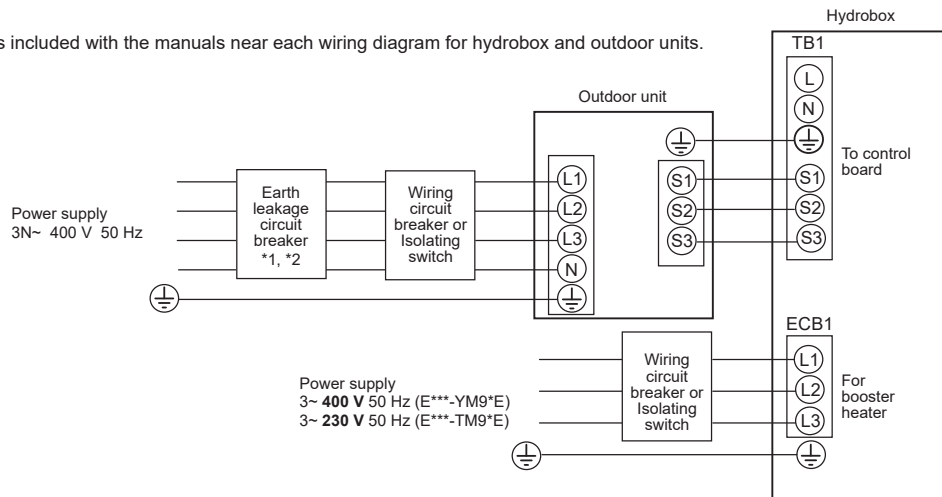 Hydrobox
s included with the manuals near each wiring diagram for hydrobox and outdoor units.
TB1
L
N
To control
board
S1
S2
S3
Outdoor unit
L1
L2
L3
N
S1
S2
S3
Earth
leakage
circuit
breaker
*1, *2
Wiring
circuit
breaker or
Isolating
switch
Power supply
3N~ 400 V 50 Hz
ECB1
L1
L2
L3
For
booster
heater
Wiring
circuit
breaker or
Isolating
switch
Power supply
3~ 400 V 50 Hz (E***-YM9*E)
3~ 230 V 50 Hz (E***-TM9*E)